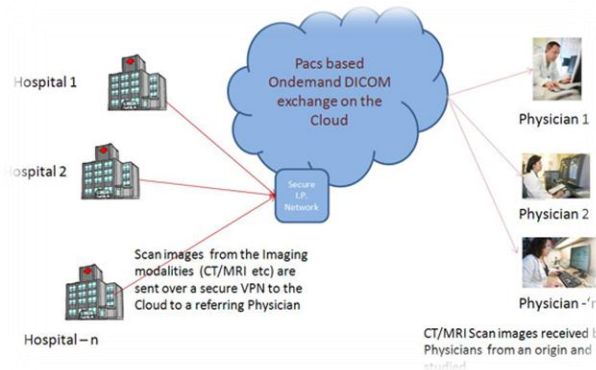 Hospital 1
Hospital 2
Hospital – n
Pacs based
Ondemand DICOM
exchange on the
Cloud
Secure
I.P.
Network
Scan images from the Imaging
modalities (CT/MRI etc) are
sent over a secure VPN to the
Cloud to a referring Physician
Physician 1
Physician 2
Physician -'n
CT/MRI Scan images received
Physicians from an origin and
studied